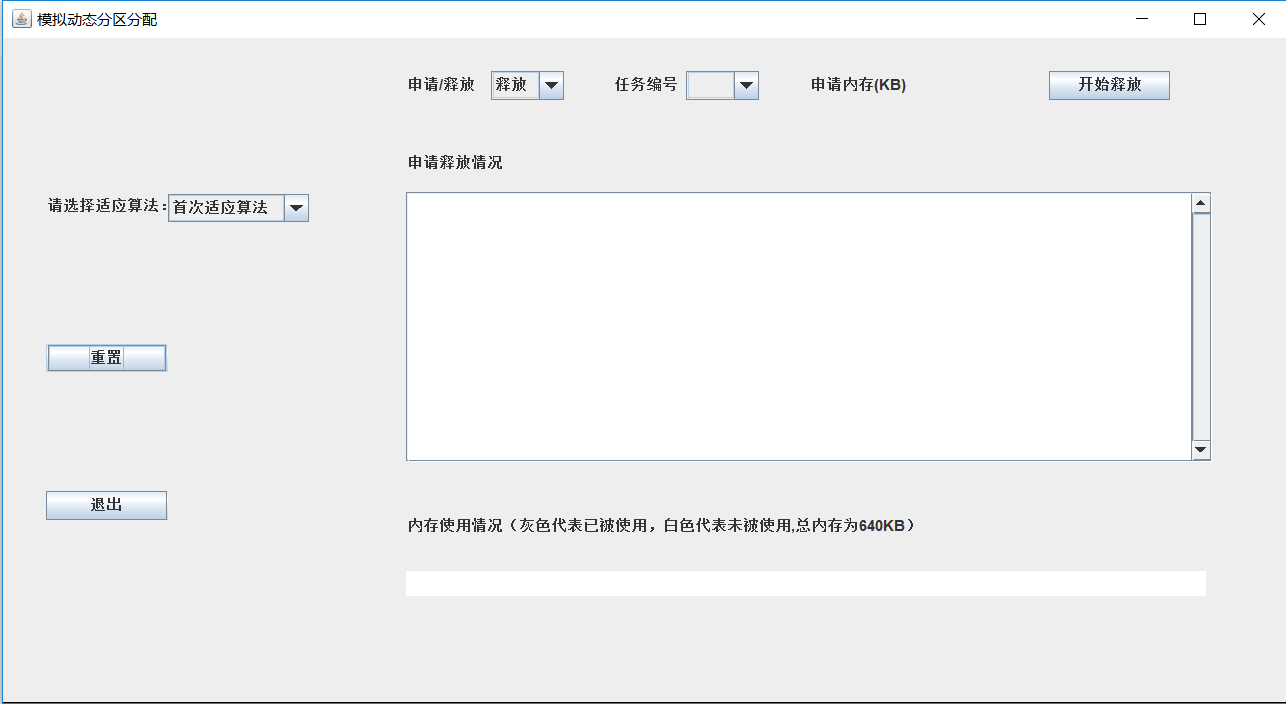 模拟动态分区分配
申请/释放 释放 任务编号 申请内存(KB) 开始释放
申请释放情况
请选择适应算法：首次适应算法
重置
退出
内存使用情况（灰色代表已被使用，白色代表未被使用,总内存为640KB）